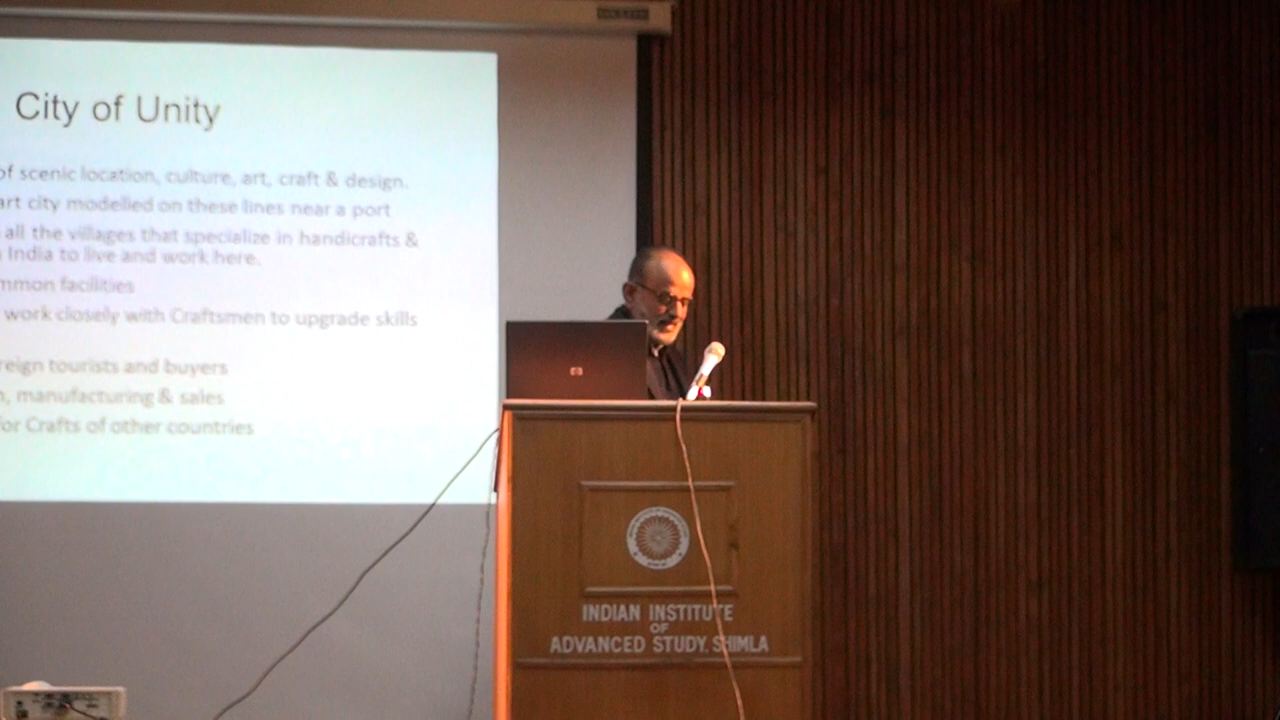 City of Unity
of scenic location, culture, art, craft & design.
art city modelled on these lines near a port
all the villages that specialize in handicrafts &
India to live and work here.
mmon facilities
work closely with Craftsmen to upgrade skills
reign tourists and buyers
, manufacturing & sales
for Crafts of other countries
hp
INDIAN INSTITUTE
OF
ADVANCED STUDY, SHIMLA